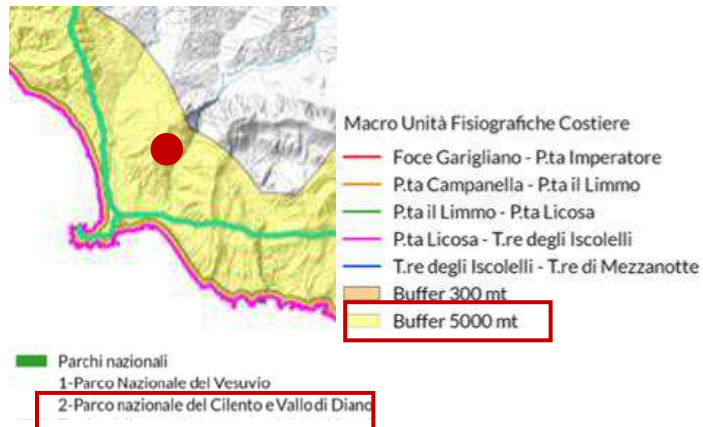 Macro Unità Fisiografiche Costiere
Foce Garigliano - P.ta Imperatore
P.ta Campanella - P.ta il Limmo
P.ta il Limmo - P.ta Licosa
P.ta Licosa - T.re degli Iscolelli
T.re degli Iscolelli - T.re di Mezzanotte
Buffer 300 mt
Buffer 5000 mt
Parchi nazionali
1-Parco Nazionale del Vesuvio
2-Parco nazionale del Cilento e Vallo di Diano